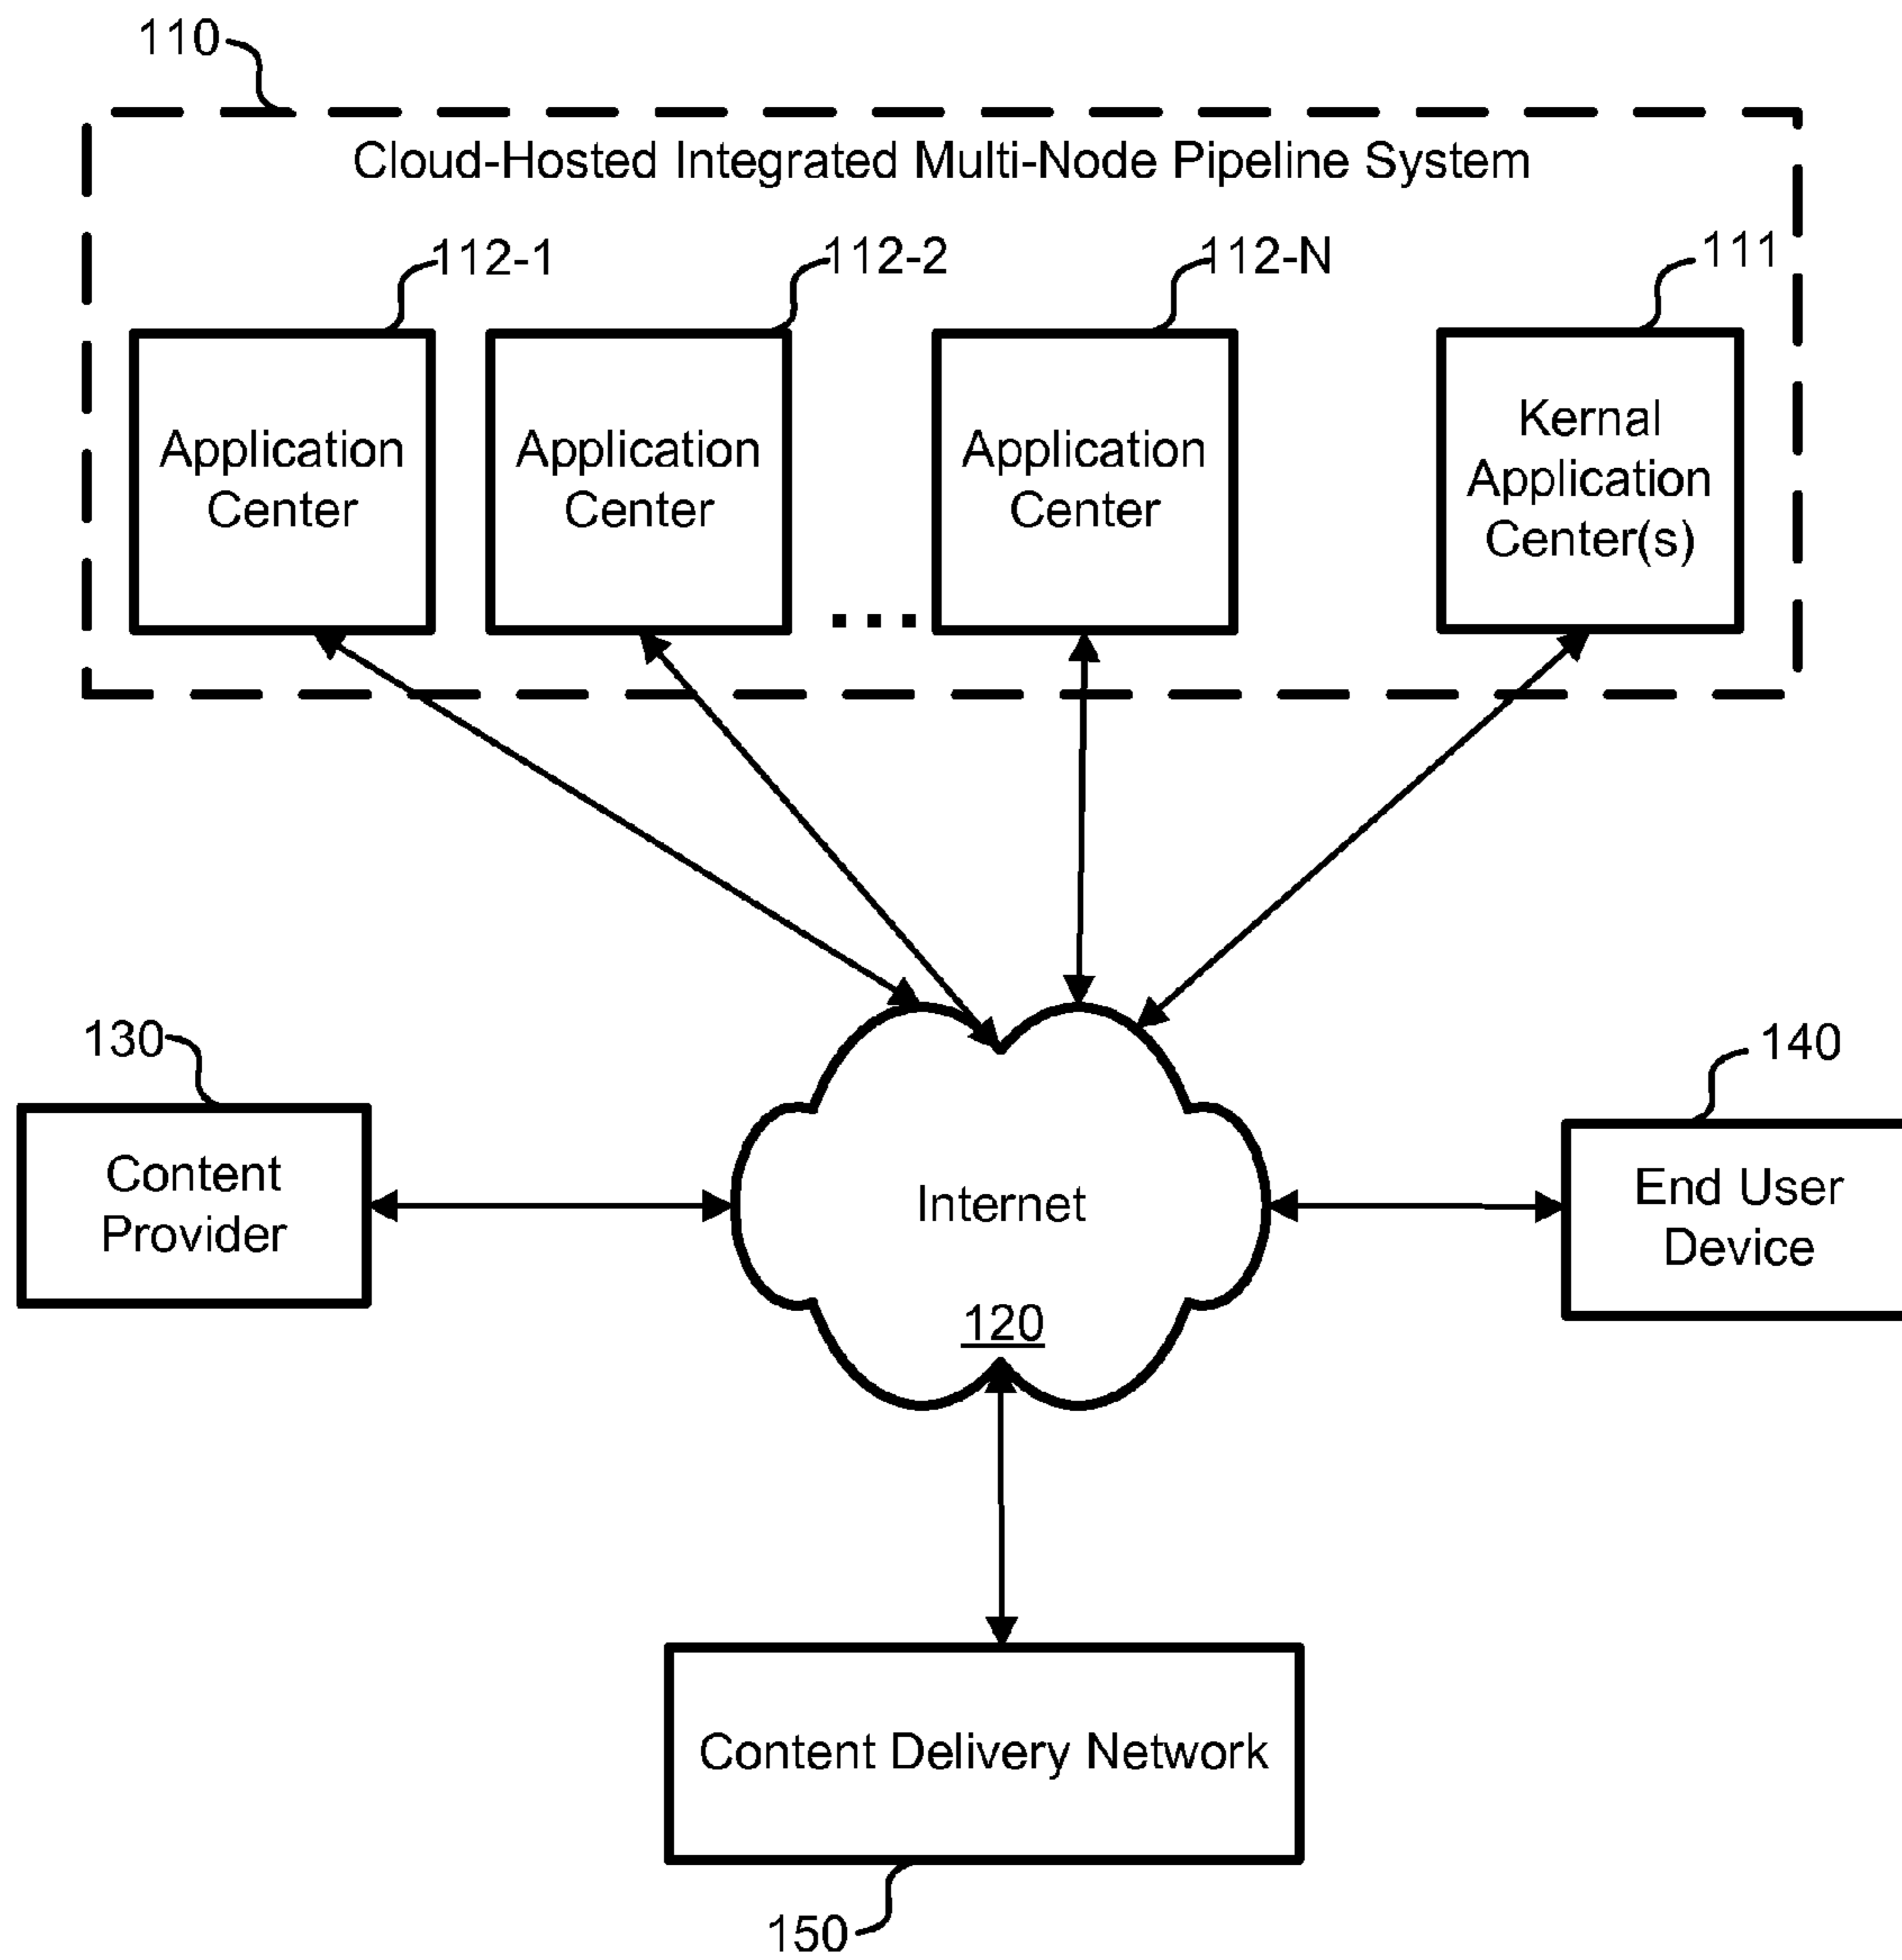 110
Cloud-Hosted Integrated Multi-Node Pipeline System
112-1
112-2
112-N
111
Application
Center
Application
Center
...
Application
Center
Kernal
Application
Center(s)
130
Content
Provider
Internet
120
140
End User
Device
Content Delivery Network
150